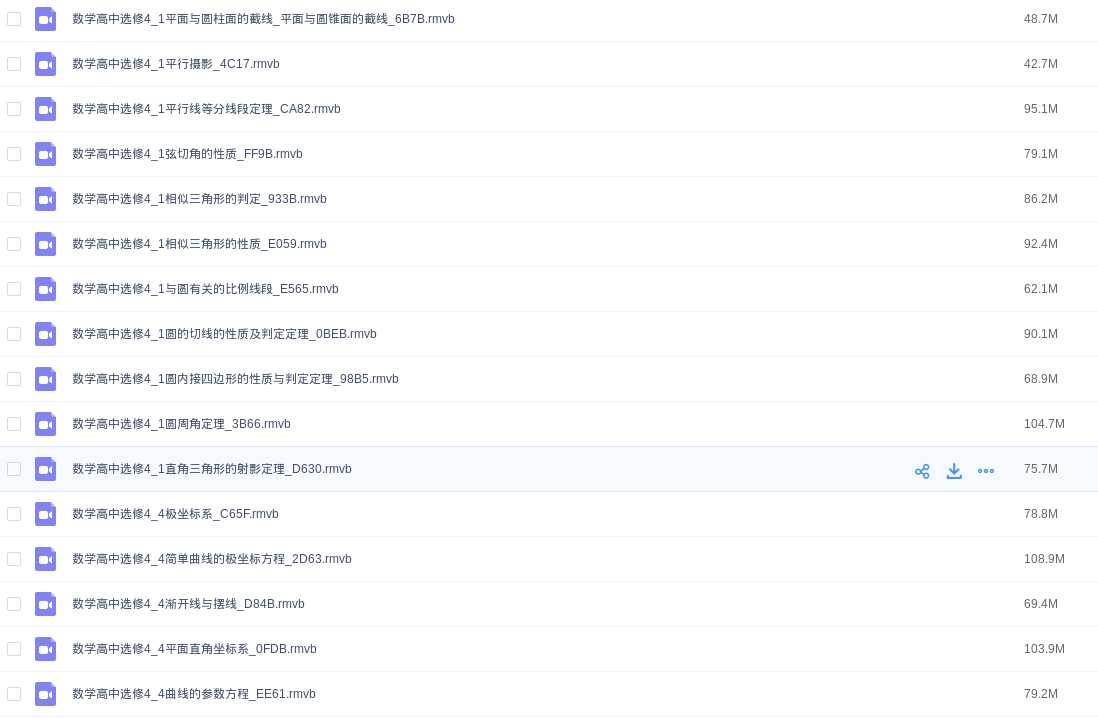 数学高中选修4_1平面与圆柱面的截线_平面与圆锥面的截线_6B7B.rmvb 48.7M
数学高中选修4_1平行摄影_4C17.rmvb 42.7M
数学高中选修4_1平行线等分线段定理_CA82.rmvb 95.1M
数学高中选修4_1弦切角的性质_FF9B.rmvb 79.1M
数学高中选修4_1相似三角形的判定_933B.rmvb 86.2M
数学高中选修4_1相似三角形的性质_E059.rmvb 92.4M
数学高中选修4_1与圆有关的比例线段_E565.rmvb 62.1M
数学高中选修4_1圆的切线的性质及判定定理_0BEB.rmvb 90.1M
数学高中选修4_1圆内接四边形的性质与判定定理_98B5.rmvb 68.9M
数学高中选修4_1圆周角定理_3B66.rmvb 104.7M
数学高中选修4_1直角三角形的射影定理_D630.rmvb 75.7M
数学高中选修4_4极坐标系_C65F.rmvb 78.8M
数学高中选修4_4简单曲线的极坐标方程_2D63.rmvb 108.9M
数学高中选修4_4渐开线与摆线_D84B.rmvb 69.4M
数学高中选修4_4平面直角坐标系_0FDB.rmvb 103.9M
数学高中选修4_4曲线的参数方程_EE61.rmvb 79.2M